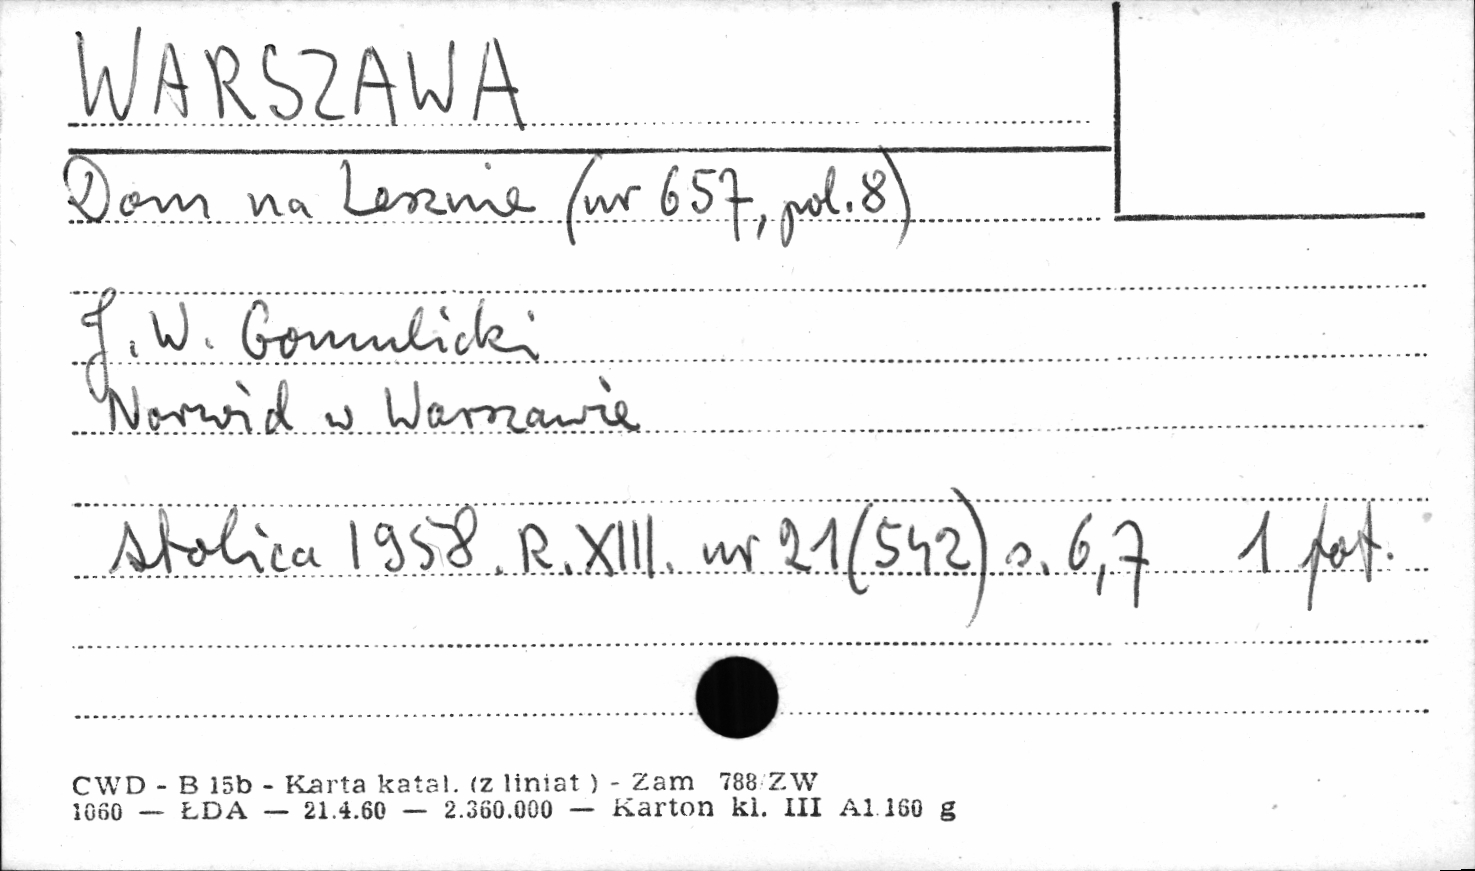 WARSZAWA
Dom na Lesznie (nr 657, pol. 8)
J. W. Gomulicki
Norwid w Warszawie
Stolica 1958. R. XIII. nr 21 (542) s. 6,7 1 fot.
CWD - B 15b - Karta katal. (z liniat ) - Zam 788 ZW
1060 — ŁDA — 21.4.60 — 2.360.000 — Karton kl. III A1 160 g